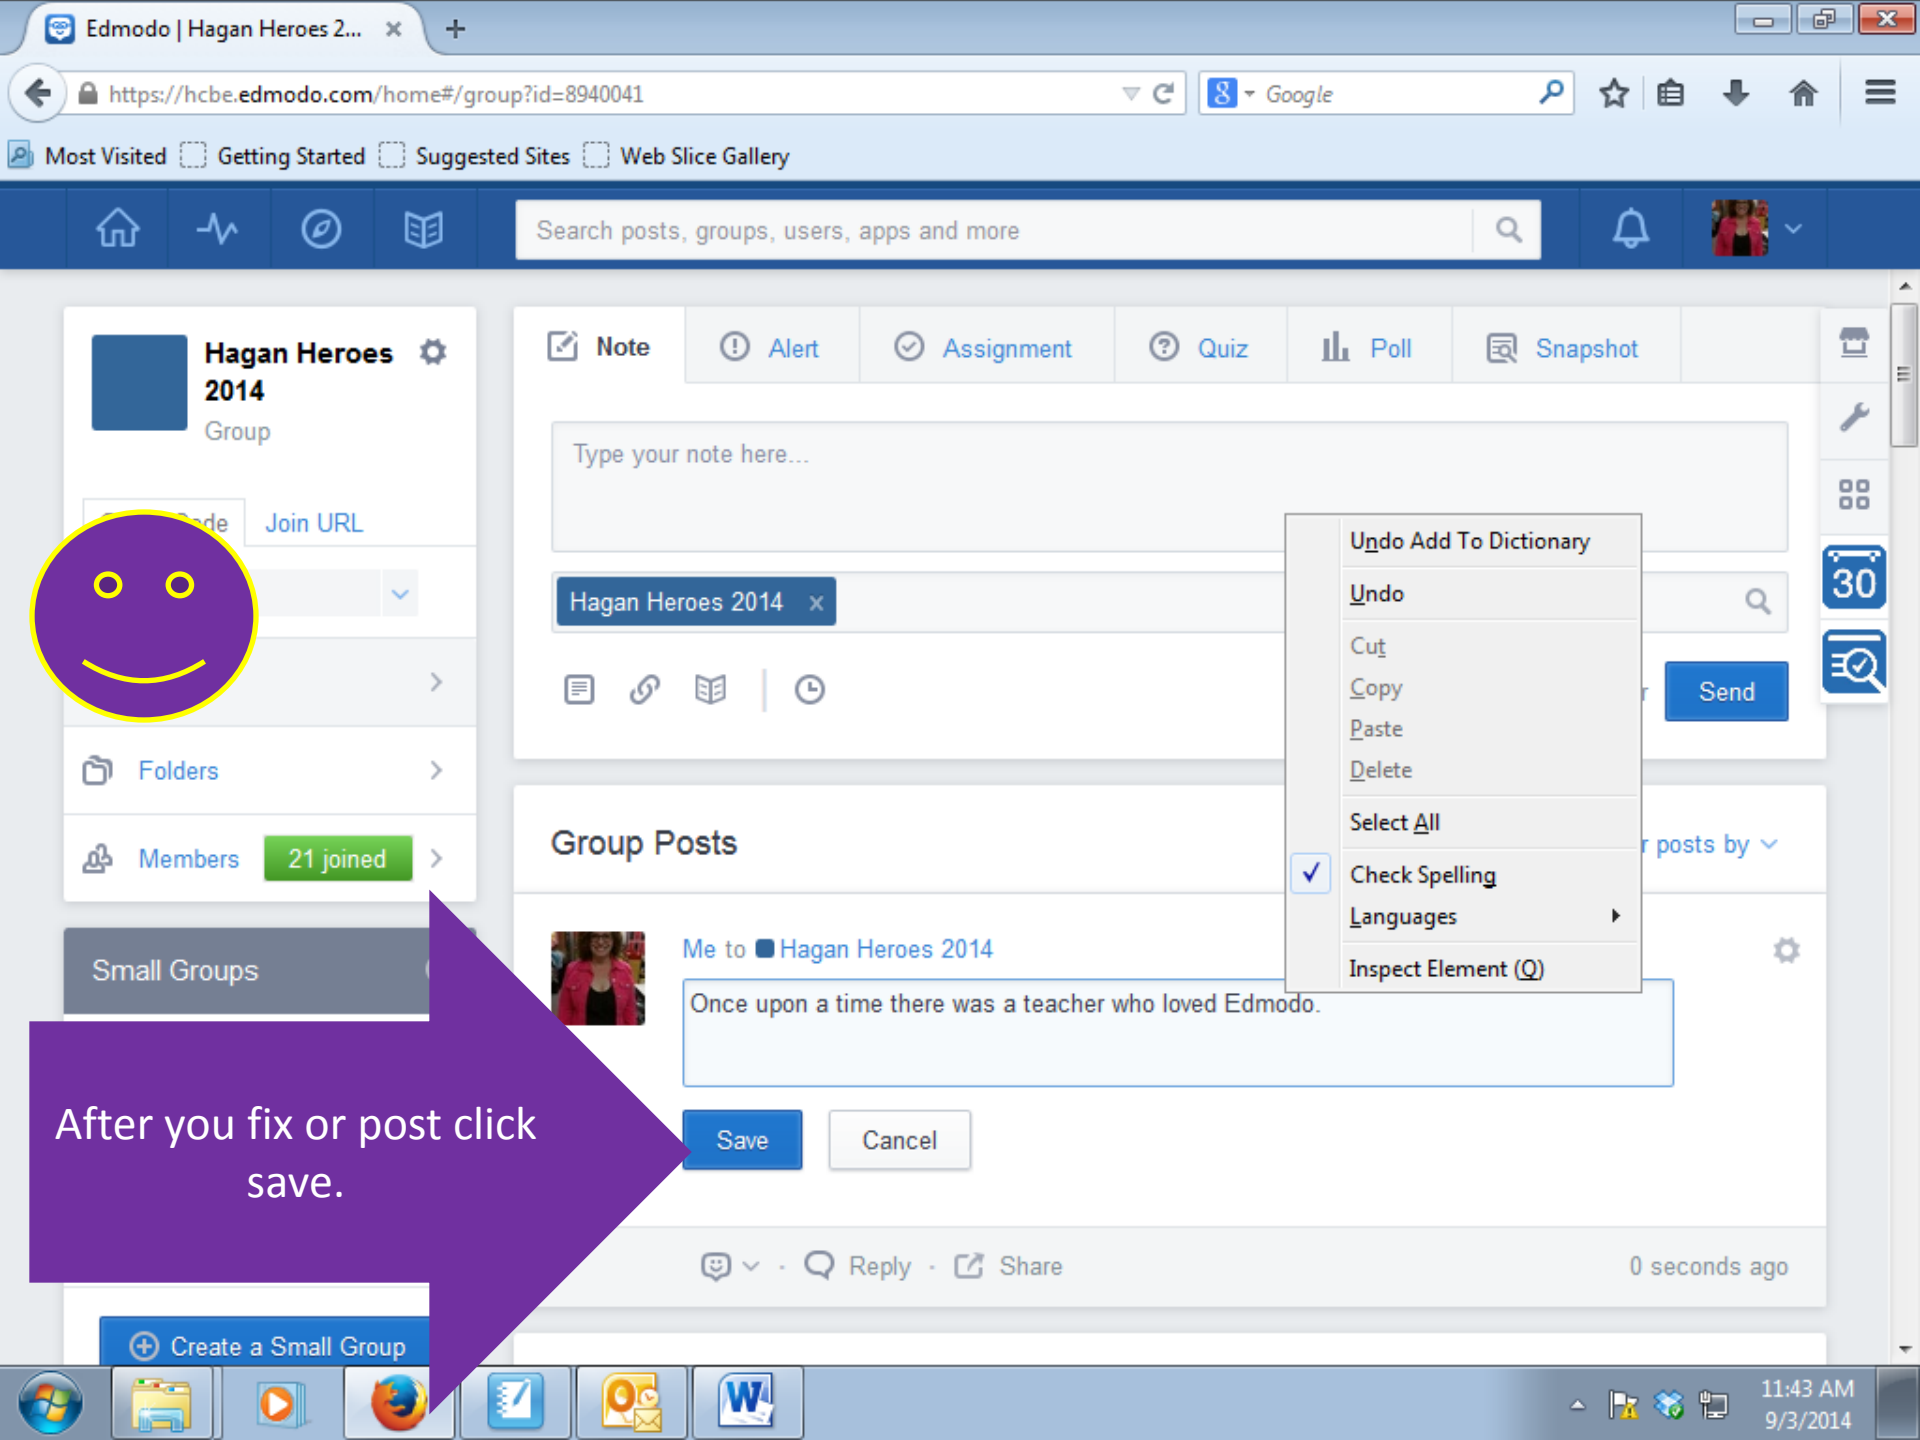 Edmodo | Hagan Heroes 2...
https://hcbe.edmodo.com/home#/group?id=8940041
Google
Most Visited Getting Started Suggested Sites Web Slice Gallery
Search posts, groups, users, apps and more
Hagan Heroes 2014
Group
Join URL
Folders
Members 21 joined
Small Groups
Create a Small Group
Note Alert Assignment Quiz Poll Snapshot
Type your note here...
Hagan Heroes 2014
Send
30
Undo Add To Dictionary
Undo
Cut
Copy
Paste
Delete
Select All
Check Spelling
Languages
Inspect Element (Q)
Group Posts
posts by
Me to Hagan Heroes 2014
Once upon a time there was a teacher who loved Edmodo.
Save Cancel
Reply · Share
0 seconds ago
After you fix or post click
save.
11:43 AM
9/3/2014